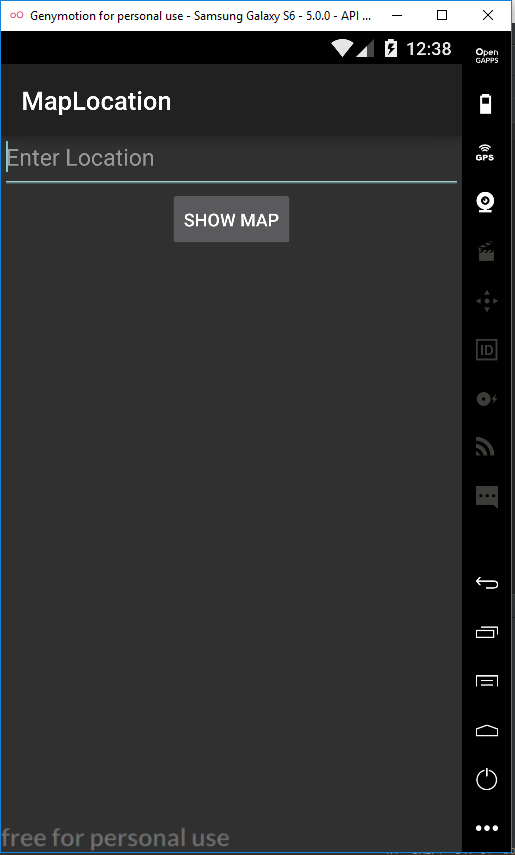 Genymotion for personal use - Samsung Galaxy S6 - 5.0.0 - API ...
12:38
Open
GAPPS
MapLocation
GPS
Enter Location
SHOW MAP
ID
free for personal use